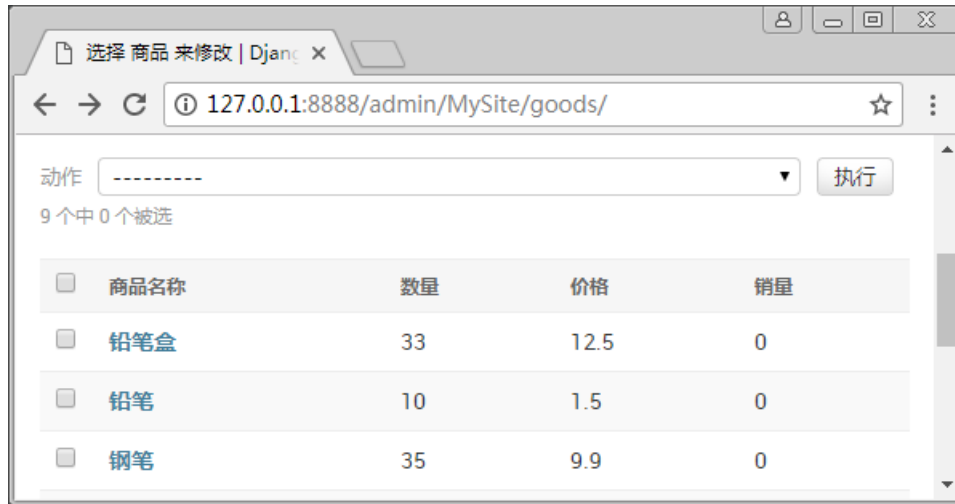 选择 商品 来修改 | Djang
127.0.0.1:8888/admin/MySite/goods/
动作 --------- 执行
9 个中 0 个被选
商品名称 数量 价格 销量
铅笔盒 33 12.5 0
铅笔 10 1.5 0
钢笔 35 9.9 0